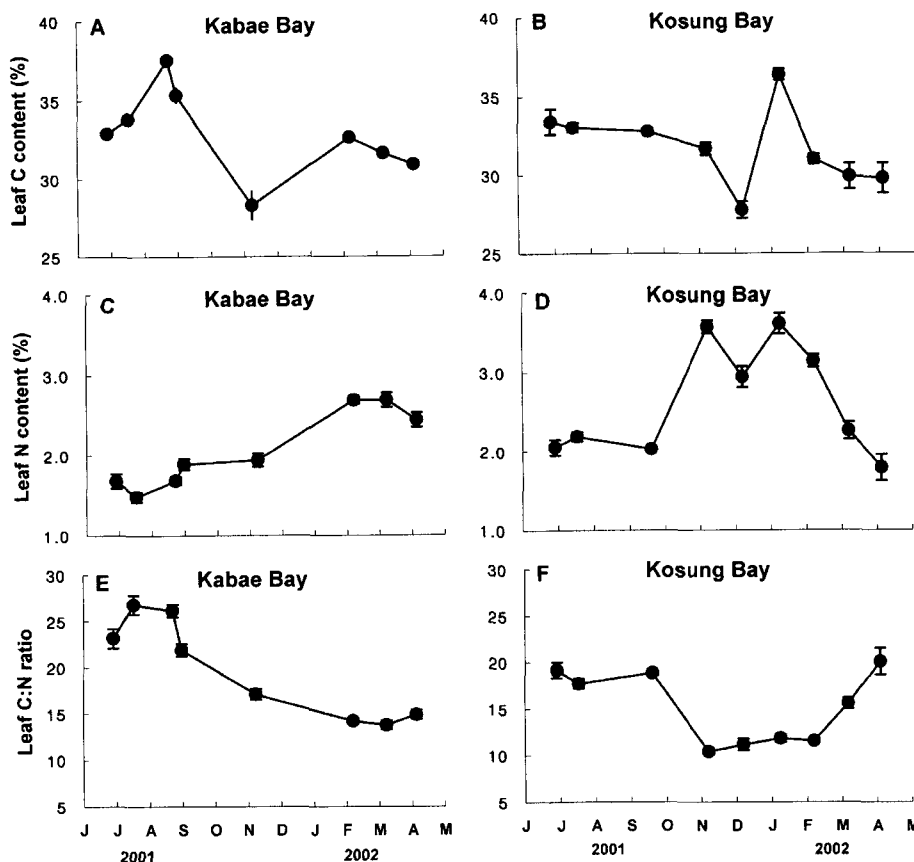 A Kabae Bay
B Kosung Bay
Leaf C content (%)
40
35
30
25
40
35
30
25
C Kabae Bay
D Kosung Bay
Leaf N content (%)
4.0
3.0
2.0
1.0
4.0
3.0
2.0
1.0
E Kabae Bay
F Kosung Bay
Leaf C:N ratio
30
25
20
15
10
5
30
25
20
15
10
5
J J A S O N D J F M A M
J J A S O N D J F M A M
2001 2002
2001 2002